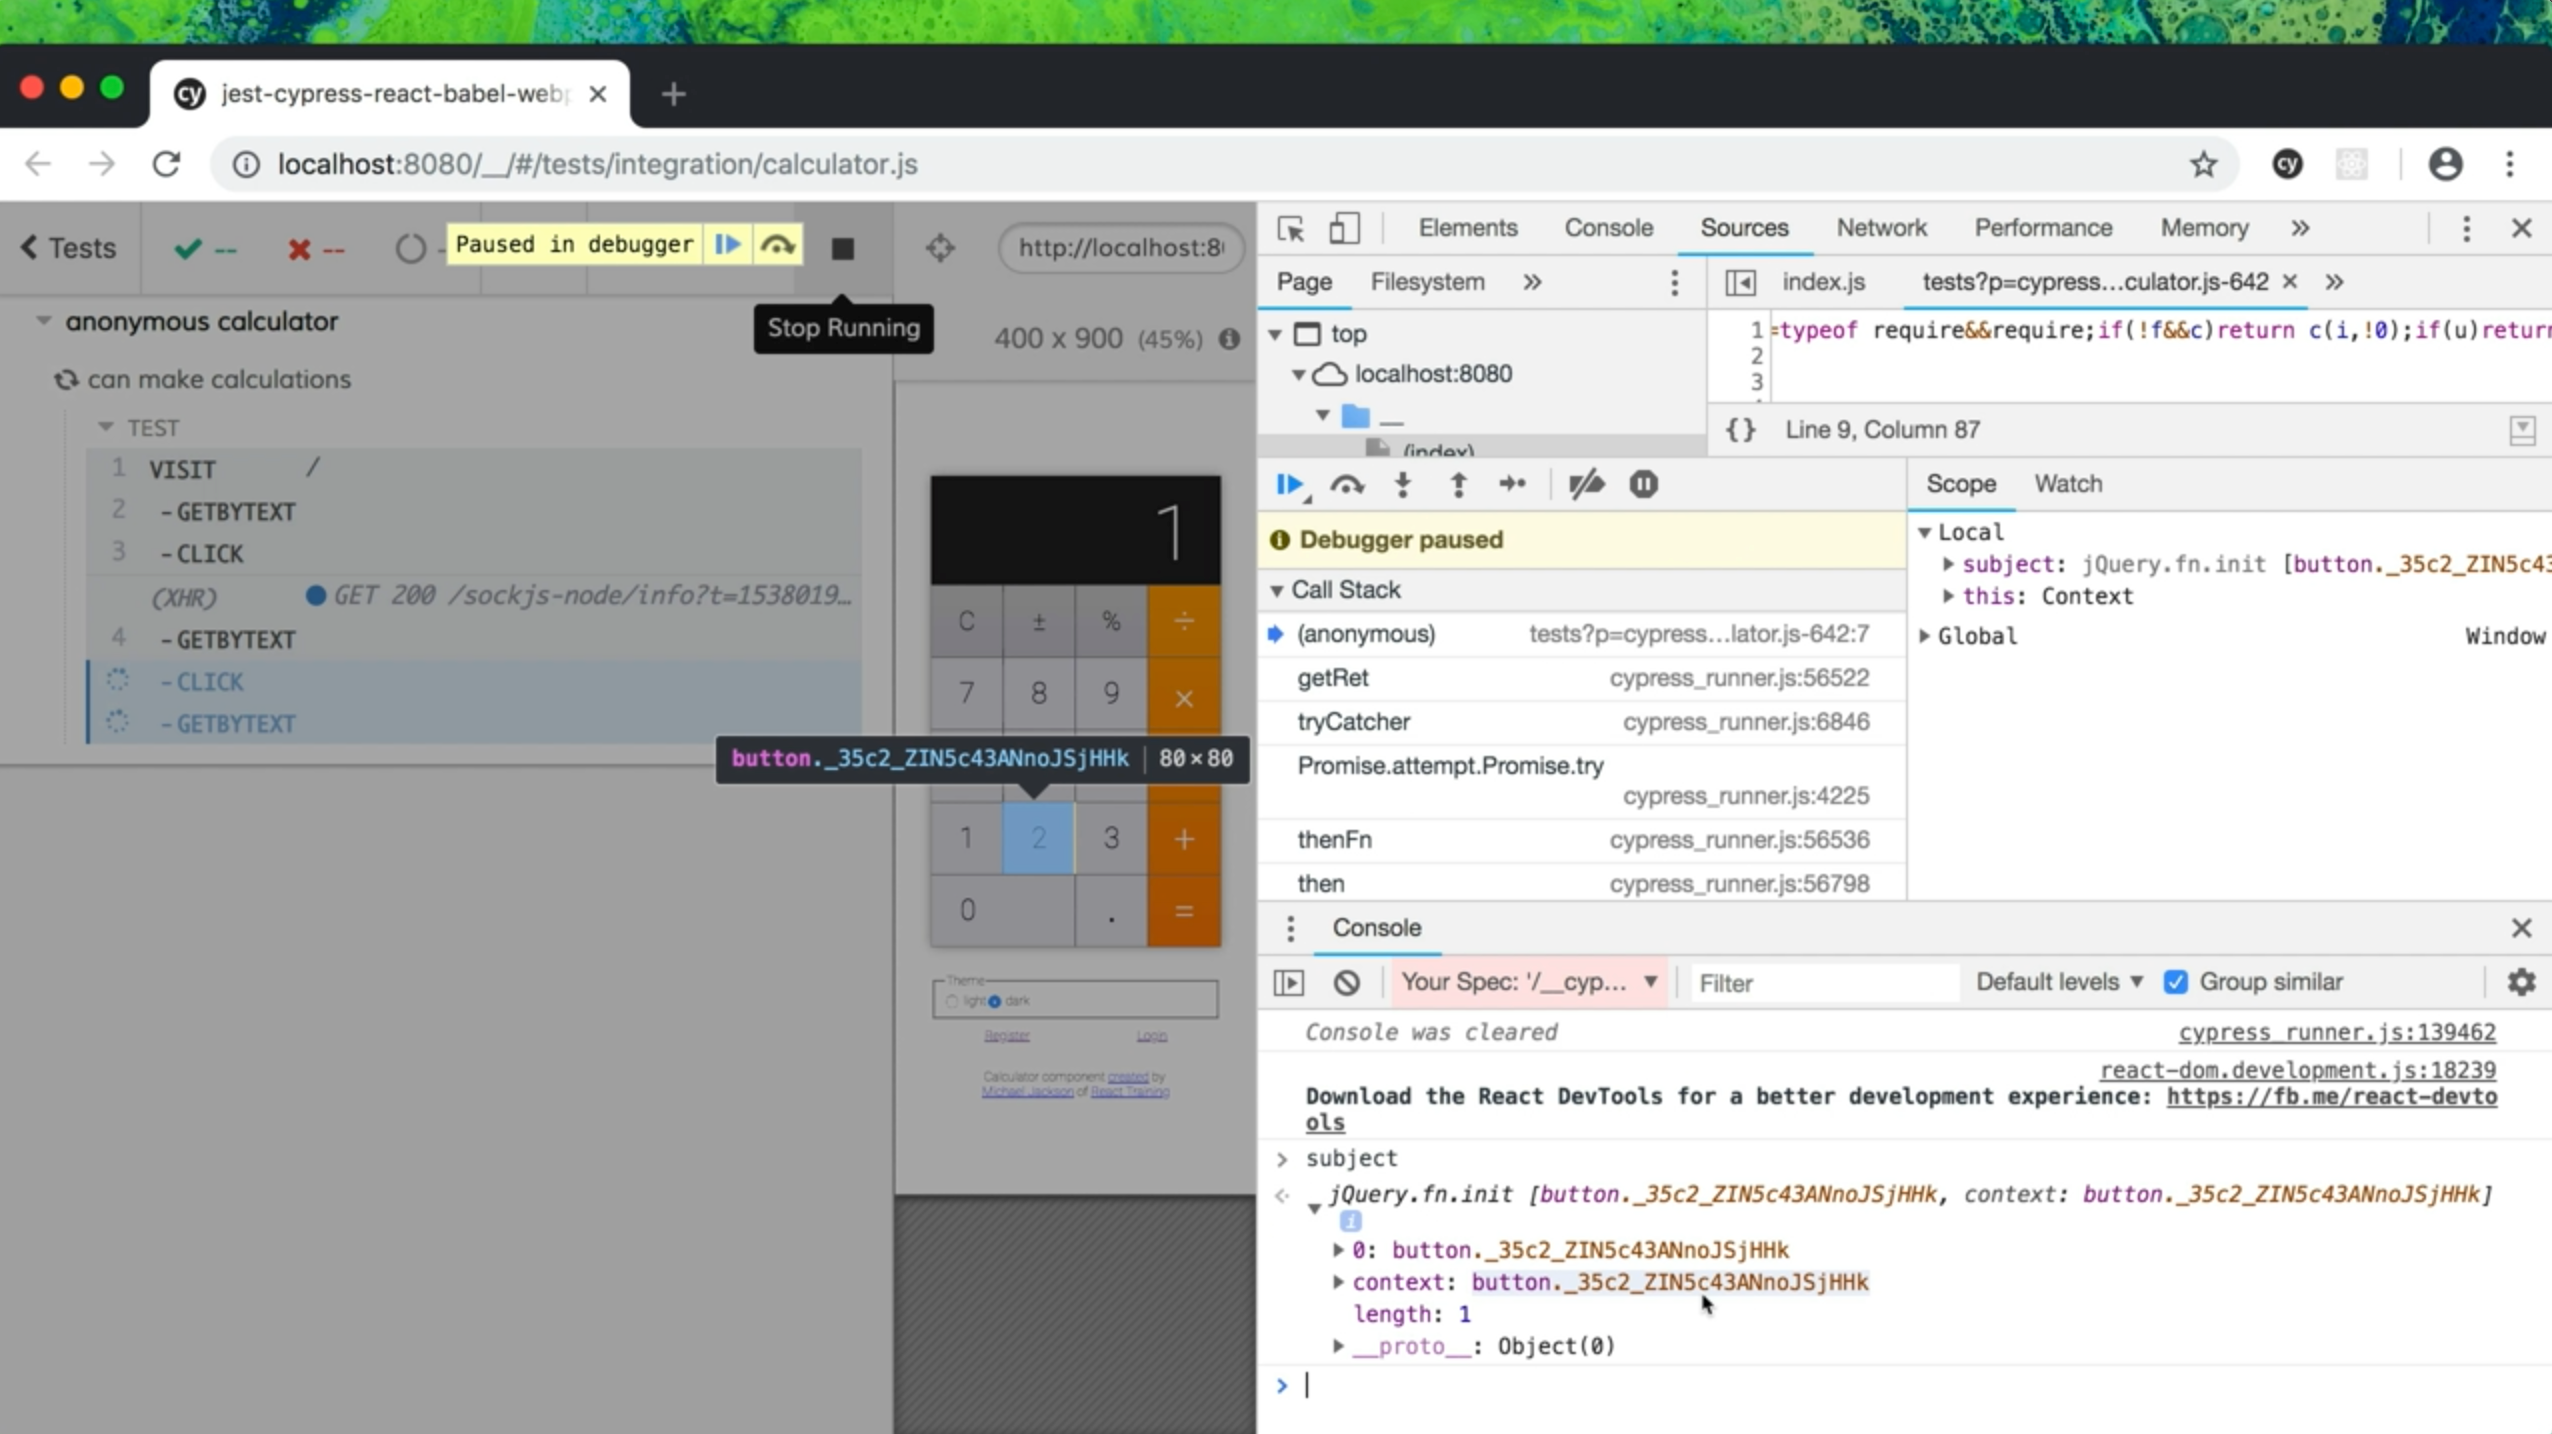 cy jest-cypress-react-babel-webp
localhost:8080/__/#/tests/integration/calculator.js
cy
Tests -- -- -
Paused in debugger
http://localhost:8
Stop Running
400 x 900 (45%)
anonymous calculator
can make calculations
TEST
1 VISIT /
2 -GETBYTEXT
3 -CLICK
(XHR) GET 200 /sockjs-node/info?t=1538019…
4 -GETBYTEXT
-CLICK
-GETBYTEXT
button._35c2_ZIN5c43ANnoJSjHHk 80×80
1
C ± % ÷
7 8 9 ×
1 2 3 +
0 . =
Theme
light dark
Register Login
Calculator component created by
Michael Jackson of React Training
Elements Console Sources Network Performance Memory »
Page Filesystem »
top
localhost:8080
__
(index)
index.js tests?p=cypress…culator.js-642 × »
1 =typeof require&&require;if(!f&&c)return c(i,!0);if(u)return
2
3
{} Line 9, Column 87
Debugger paused
Call Stack
(anonymous) tests?p=cypress…lator.js-642:7
getRet cypress_runner.js:56522
tryCatcher cypress_runner.js:6846
Promise.attempt.Promise.try
cypress_runner.js:4225
thenFn cypress_runner.js:56536
then cypress_runner.js:56798
Scope Watch
Local
subject: jQuery.fn.init [button._35c2_ZIN5c43
this: Context
Global Window
Console
Your Spec: '/__cyp… Filter Default levels Group similar
Console was cleared cypress_runner.js:139462
react-dom.development.js:18239
Download the React DevTools for a better development experience: https://fb.me/react-devto
ols
> subject
jQuery.fn.init [button._35c2_ZIN5c43ANnoJSjHHk, context: button._35c2_ZIN5c43ANnoJSjHHk]
i
0: button._35c2_ZIN5c43ANnoJSjHHk
context: button._35c2_ZIN5c43ANnoJSjHHk
length: 1
__proto__: Object(0)
>